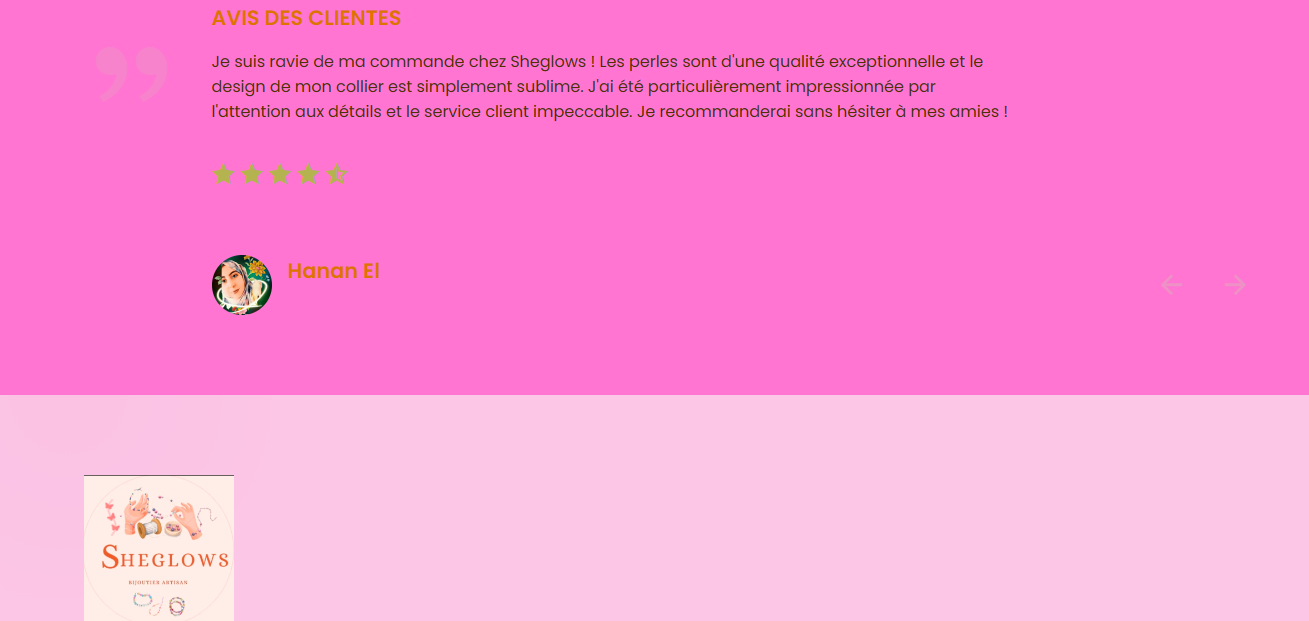 AVIS DES CLIENTES
Je suis ravie de ma commande chez Sheglows ! Les perles sont d'une qualité exceptionnelle et le
design de mon collier est simplement sublime. J'ai été particulièrement impressionnée par
l'attention aux détails et le service client impeccable. Je recommanderai sans hésiter à mes amies !
Hanan El
SHEGLOWS
BIJOUTIER ARTISAN